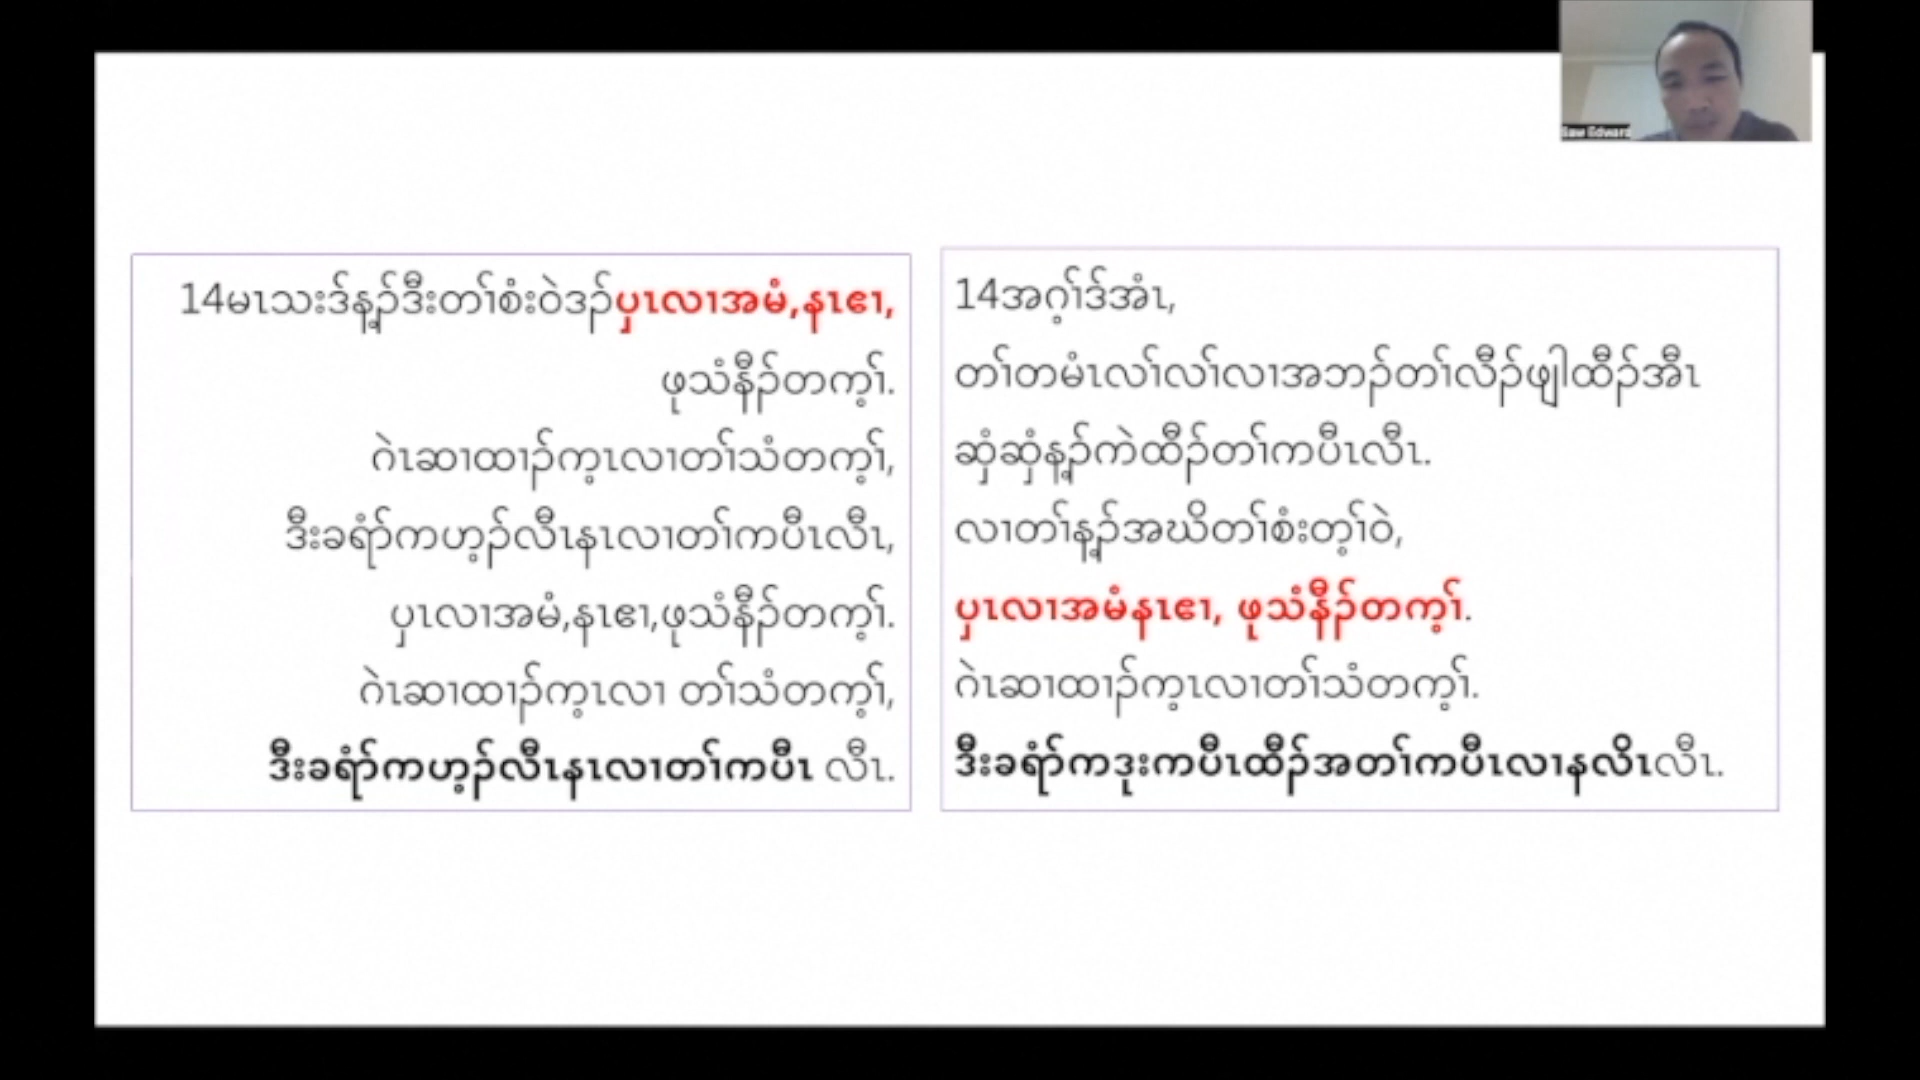 Saw Edward
14မၤသးဒ်န့ၣ်ဒီးတၢ်စံးဝဲဒၣ်ပှၤလၢအမံ,နၤဧၢ,
ဖုသံနီၣ်တက့ၢ်.
ဂဲၤဆၢထၢၣ်က့ၤလၢတၢ်သံတက့ၢ်,
ဒီးခရံာ်ကဟ့ၣ်လီၤနၤလၢတၢ်ကပီၤလီၤ,
ပှၤလၢအမံ,နၤဧၢ,ဖုသံနီၣ်တက့ၢ်.
ဂဲၤဆၢထၢၣ်က့ၤလၢ တၢ်သံတက့ၢ်,
ဒီးခရံာ်ကဟ့ၣ်လီၤနၤလၢတၢ်ကပီၤ လီၤ.
14အဂ့ၢ်ဒ်အံၤ,
တၢ်တမံၤလၢ်လၢ်လၢအဘၣ်တၢ်လီၣ်ဖျါထီၣ်အီၤ
ဆှံဆှံန့ၣ်ကဲထီၣ်တၢ်ကပီၤလီၤ.
လၢတၢ်န့ၣ်အဃိတၢ်စံးတ့ၢ်ဝဲ,
ပှၤလၢအမံနၤဧၢ, ဖုသံနီၣ်တက့ၢ်.
ဂဲၤဆၢထၢၣ်က့ၤလၢတၢ်သံတက့ၢ်.
ဒီးခရံာ်ကဒုးကပီၤထီၣ်အတၢ်ကပီၤလၢနလိၤလီၤ.